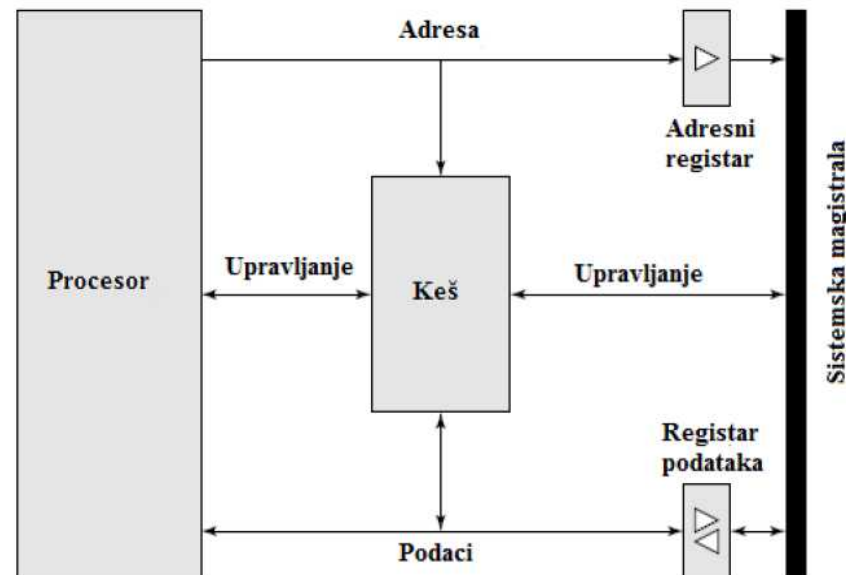 Adresa
Adresni
registar
Procesor
Upravljanje
Keš
Upravljanje
Sistemska magistrala
Registar
podataka
Podaci